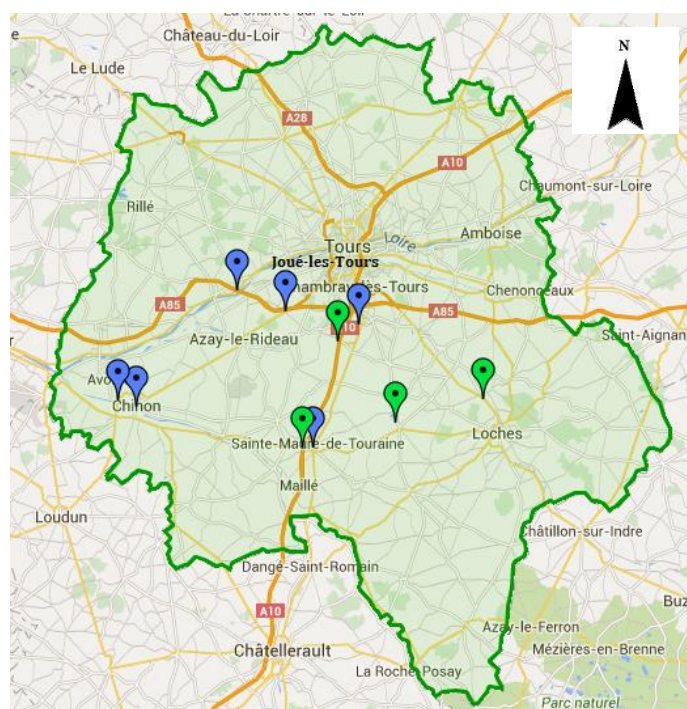 La Chartre-sur-le-Loir
Château-du-Loir
N
Le Lude
A28
A10
Chaumont-sur-Loire
Rillé
Loire
Amboise
Tours
Joué-les-Tours
Chambray-lès-Tours
Chenonceaux
A85
A85
A10
Saint-Aignan
Azay-le-Rideau
Avo
Chinon
Loches
Sainte-Maure-de-Touraine
Maillé
Loudun
Châtillon-sur-Indre
Dangé-Saint-Romain
Buz
A10
Azay-le-Ferron
Châtellerault
Mézières-en-Brenne
La Roche-Posay
Parc naturel